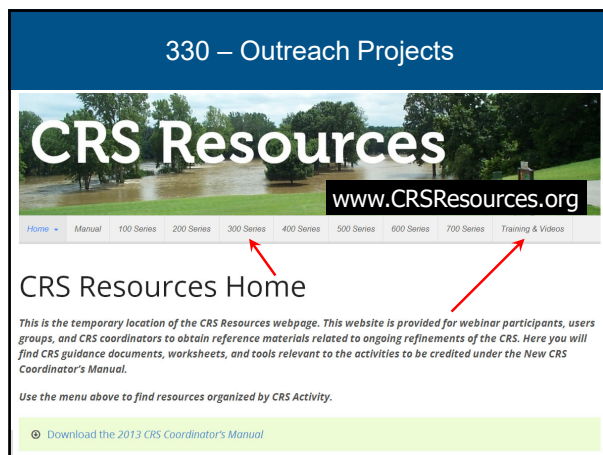 330 – Outreach Projects
CRS Resources
www.CRSResources.org
Home Manual 100 Series 200 Series 300 Series 400 Series 500 Series 600 Series 700 Series Training & Videos
CRS Resources Home
This is the temporary location of the CRS Resources webpage. This website is provided for webinar participants, users
groups, and CRS coordinators to obtain reference materials related to ongoing refinements of the CRS. Here you will
find CRS guidance documents, worksheets, and tools relevant to the activities to be credited under the New CRS
Coordinator's Manual.
Use the menu above to find resources organized by CRS Activity.
Download the 2013 CRS Coordinator's Manual